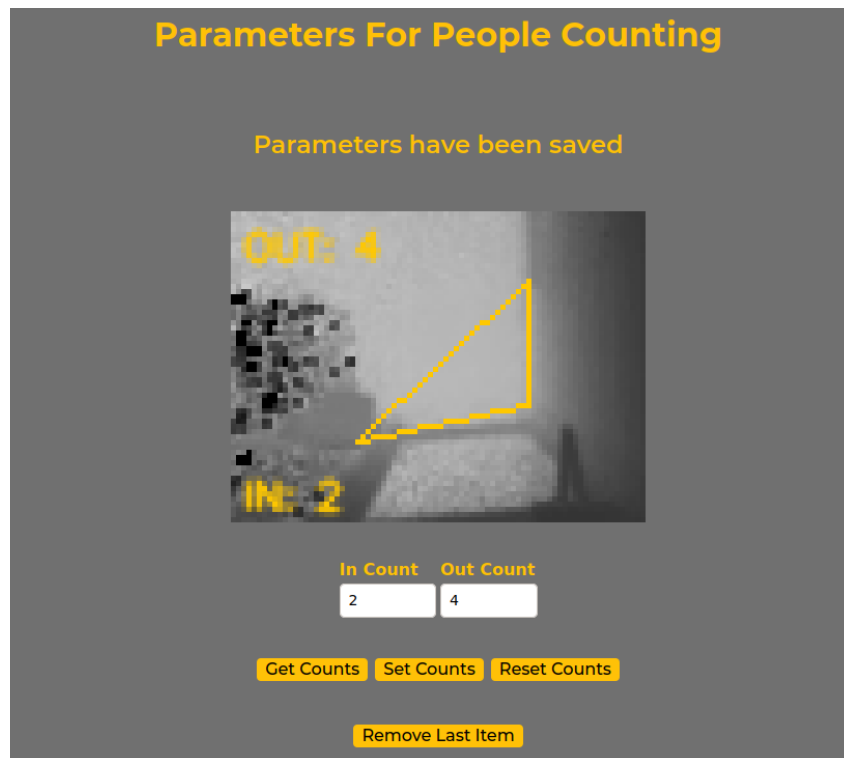 Parameters For People Counting
Parameters have been saved
OUT: 4
IN: 2
In Count Out Count
2 4
Get Counts Set Counts Reset Counts
Remove Last Item